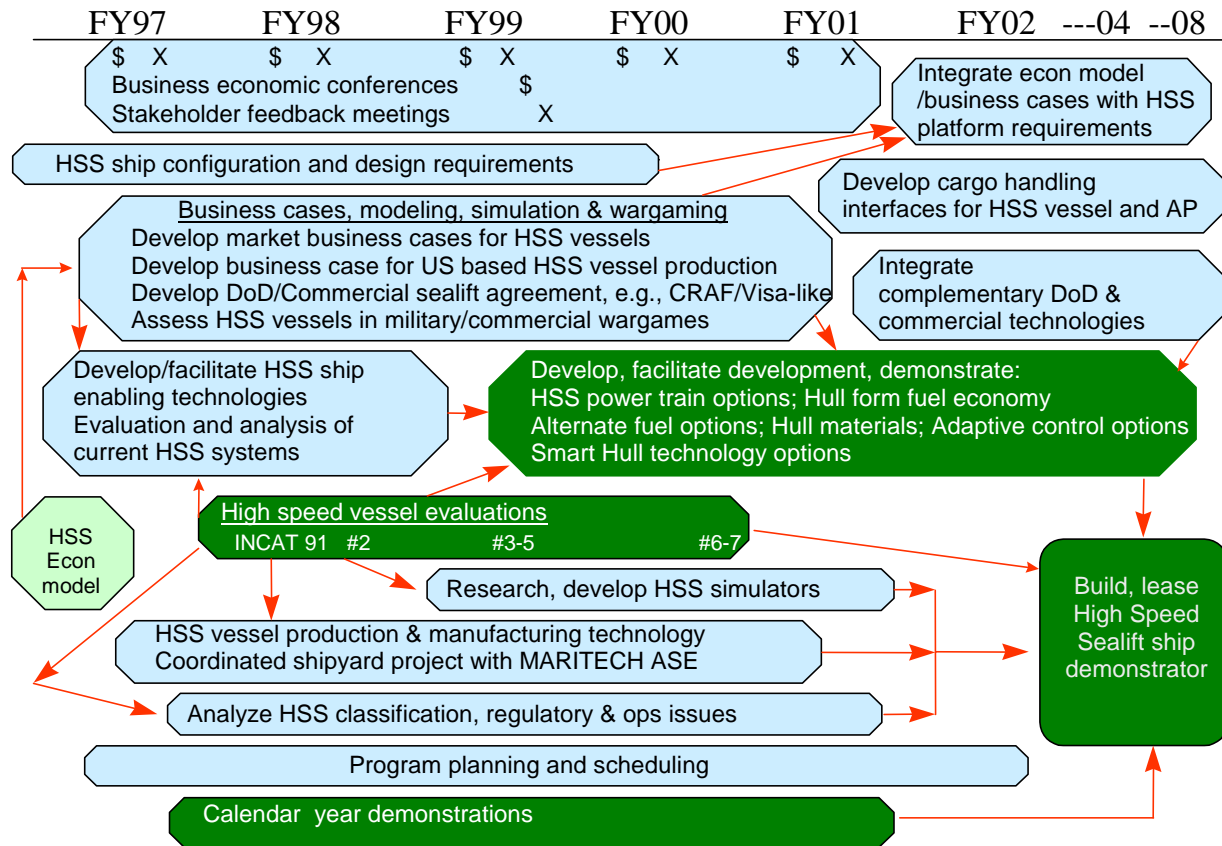 FY97 FY98 FY99 FY00 FY01 FY02 ---04 --08
$ X $ X $ X $ X $ X
Business economic conferences $
Stakeholder feedback meetings X
Integrate econ model
/business cases with HSS
platform requirements
HSS ship configuration and design requirements
Develop cargo handling
interfaces for HSS vessel and AP
Business cases, modeling, simulation & wargaming
Develop market business cases for HSS vessels
Develop business case for US based HSS vessel production
Develop DoD/Commercial sealift agreement, e.g., CRAF/Visa-like
Assess HSS vessels in military/commercial wargames
Integrate
complementary DoD &
commercial technologies
Develop/facilitate HSS ship
enabling technologies
Evaluation and analysis of
current HSS systems
Develop, facilitate development, demonstrate:
HSS power train options; Hull form fuel economy
Alternate fuel options; Hull materials; Adaptive control options
Smart Hull technology options
HSS
Econ
model
High speed vessel evaluations
INCAT 91 #2 #3-5 #6-7
Research, develop HSS simulators
HSS vessel production & manufacturing technology
Coordinated shipyard project with MARITECH ASE
Analyze HSS classification, regulatory & ops issues
Build, lease
High Speed
Sealift ship
demonstrator
Program planning and scheduling
Calendar year demonstrations